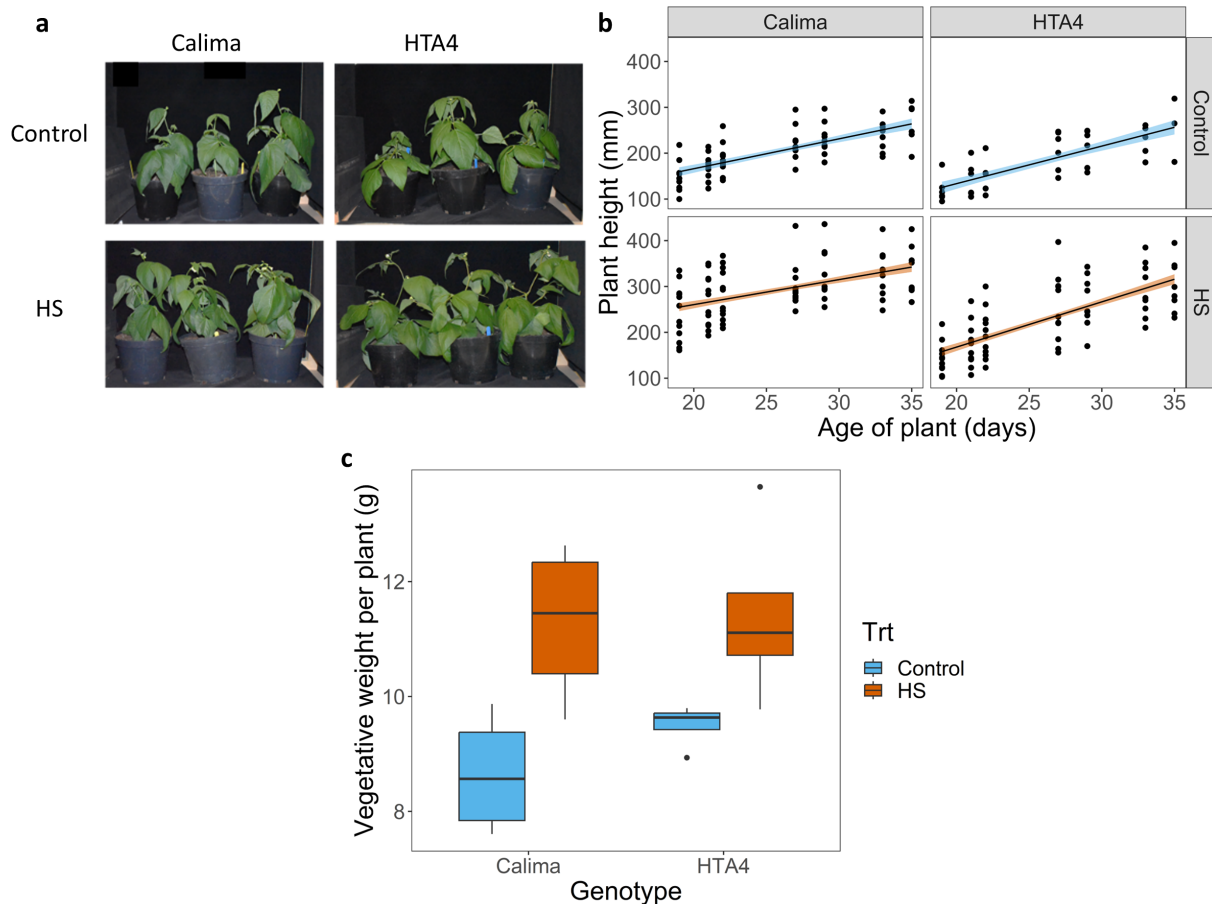 a
Calima HTA4
Control
HS
b
Calima HTA4
Plant height (mm)
400
300
200
100
Control
400
300
200
100
HS
20 25 30 35 20 25 30 35
Age of plant (days)
c
Vegetative weight per plant (g)
12
10
8
Calima HTA4
Genotype
Trt
Control
HS